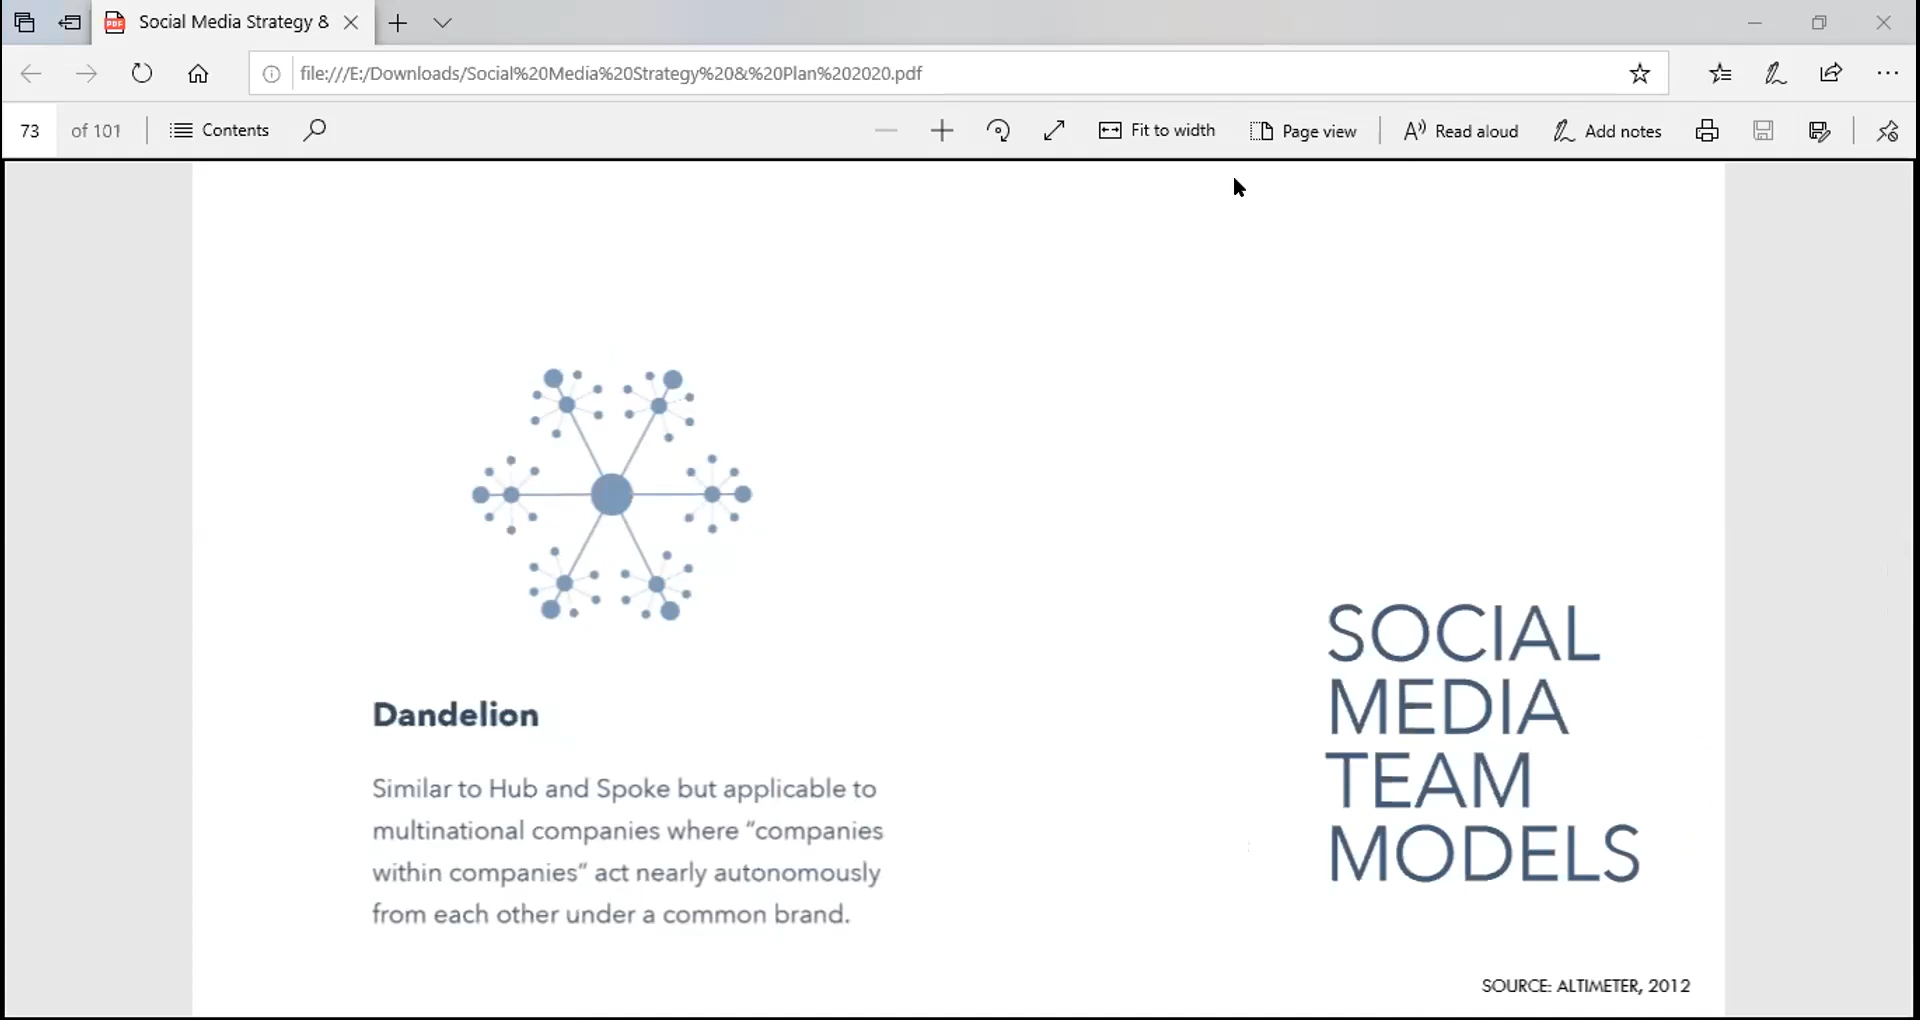 Social Media Strategy &
file:///E:/Downloads/Social%20Media%20Strategy%20&%20Plan%202020.pdf
73 of 101 Contents Fit to width Page view Read aloud Add notes
Dandelion
Similar to Hub and Spoke but applicable to
multinational companies where “companies
within companies” act nearly autonomously
from each other under a common brand.
SOCIAL
MEDIA
TEAM
MODELS
SOURCE: ALTIMETER, 2012